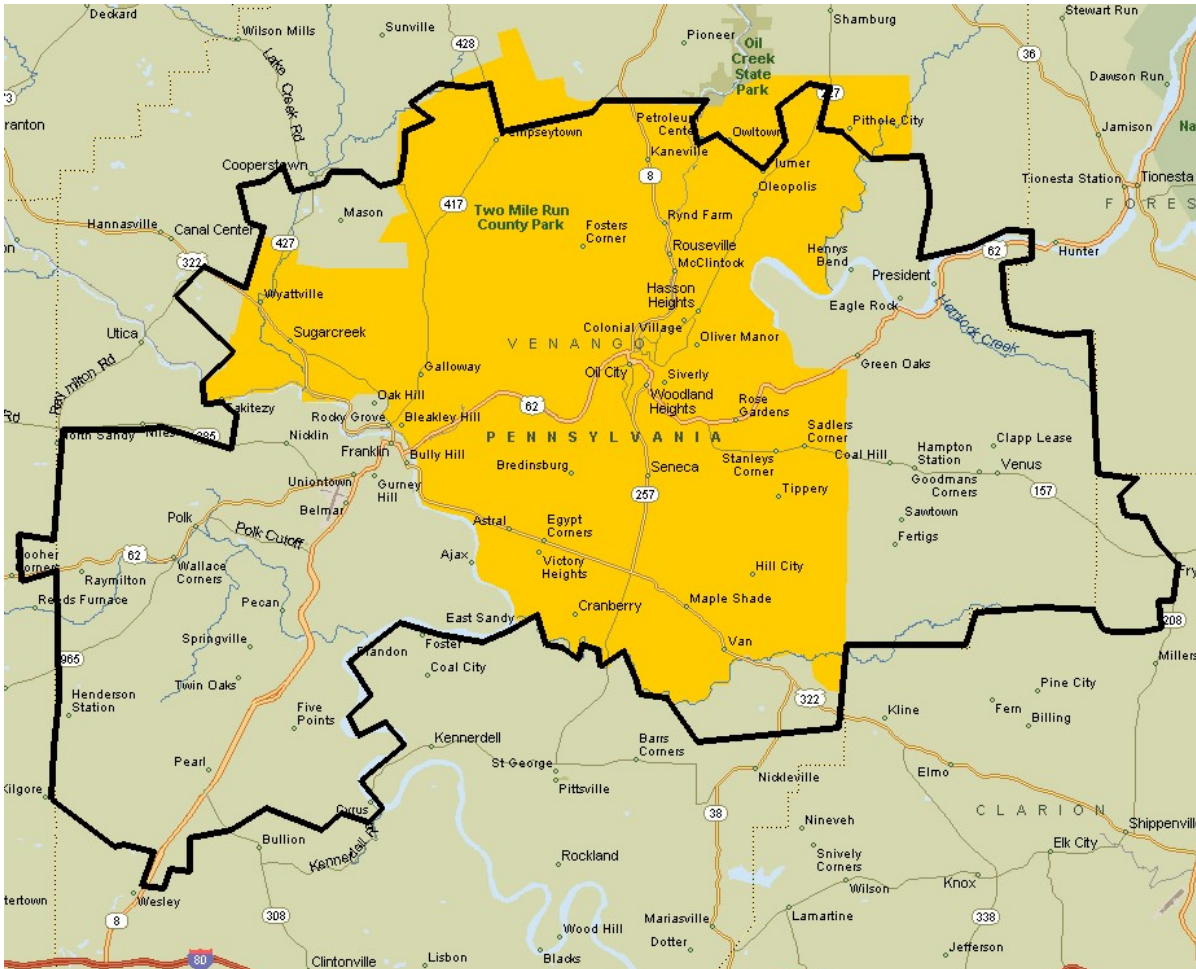 Deckard
Wilson Mills
Sunville
428
Pioneer
Oil
Creek
State
Park
Shamburg
Stewart Run
36
Dawson Run
Lake Creek Rd
227
Petroleum
Center
Owltown
Pithole City
Jamison
Kaneville
Turner
Oleopolis
Cooperstown
8
Tionesta Station
Tionesta
FORES
Mason
417
Two Mile Run
County Park
Fosters
Corner
Rynd Farm
Hannasville
Canal Center
427
Rouseville
McClintock
Henrys
Bend
62
Hunter
322
President
Hasson
Heights
Eagle Rock
Hemlock Creek
Wyattville
Colonial Village
Oliver Manor
Utica
Sugarcreek
VENANGO
Green Oaks
Galloway
Oil City
Siverly
Woodland
Heights
Rose
Gardens
Oak Hill
62
Rocky Grove
Bleakley Hill
PENNSYLVANIA
Sadlers
Corner
Nicklin
Franklin
Bully Hill
Stanleys
Corner
Coal Hill
Hampton
Station
Clapp Lease
Venus
Goodmans
Corners
157
Bredinsburg
Seneca
Uniontown
Gurney
Hill
Belmar
257
Tippery
Sawtown
Fertigs
Polk
Polk Cutoff
Astral
Egypt
Corners
62
Wallace
Corners
Ajax
Victory
Heights
Hill City
Raymilton
Reeds Furnace
Pecan
Cranberry
Maple Shade
East Sandy
208
Springville
Foster
Van
965
Coal City
Twin Oaks
Henderson
Station
Five
Points
322
Kline
Pine City
Fern
Billing
Kennerdell
Barrs
Corners
Pearl
St George
Nickleville
Elmo
Kilgore
Pittsville
CLARION
38
Nineveh
Bullion
Snively
Corners
Elk City
Rockland
Wilson
Knox
Wesley
308
Lamartine
8
Mariasville
338
Wood Hill
Dotter
Jefferson
80
Clintonville
Lisbon
Blacks